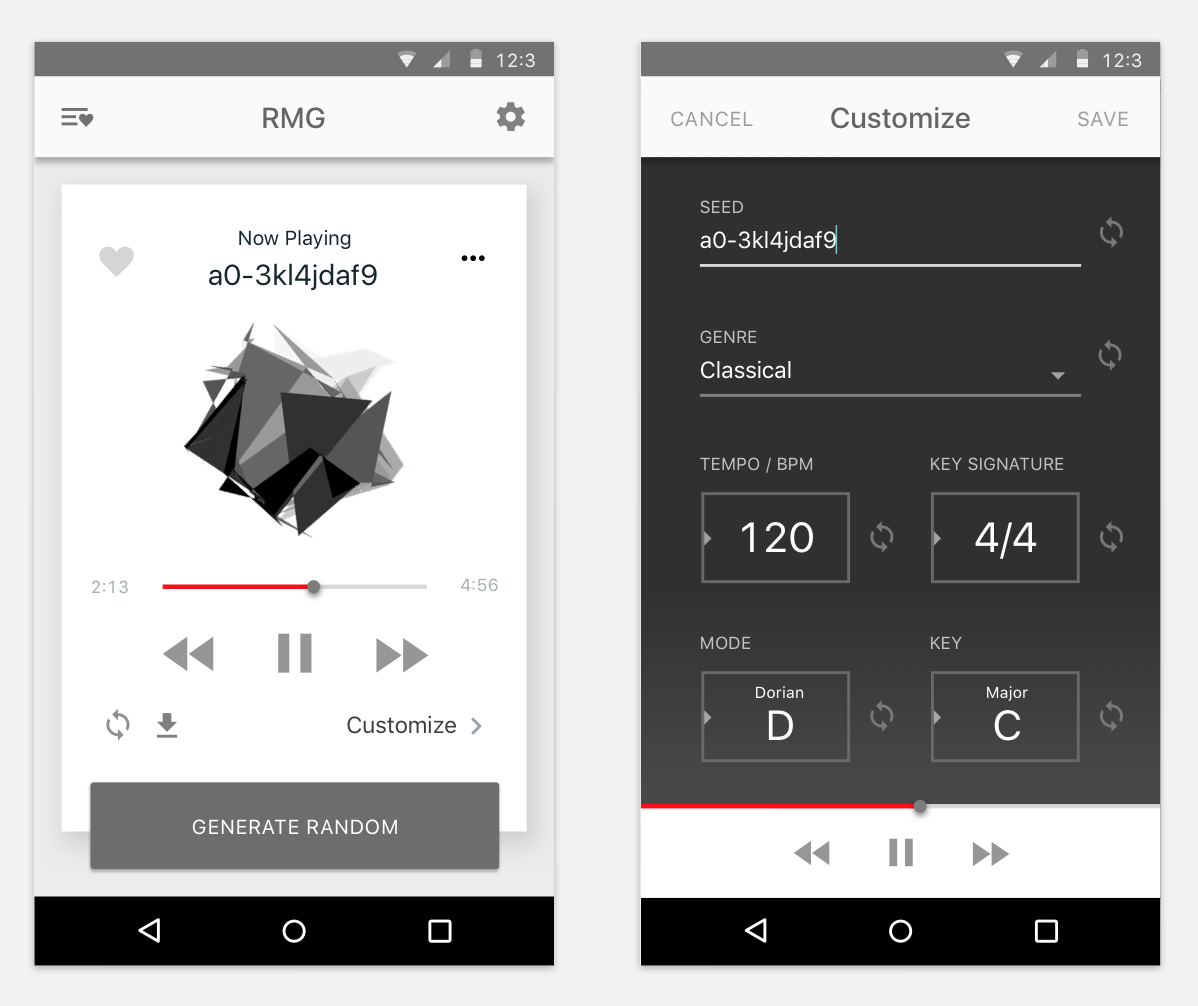 12:3
RMG
Now Playing
a0-3kl4jdaf9
2:13
4:56
Customize
GENERATE RANDOM
12:3
CANCEL Customize SAVE
SEED
a0-3kl4jdaf9
GENRE
Classical
TEMPO / BPM KEY SIGNATURE
120 4/4
MODE KEY
Dorian Major
D C